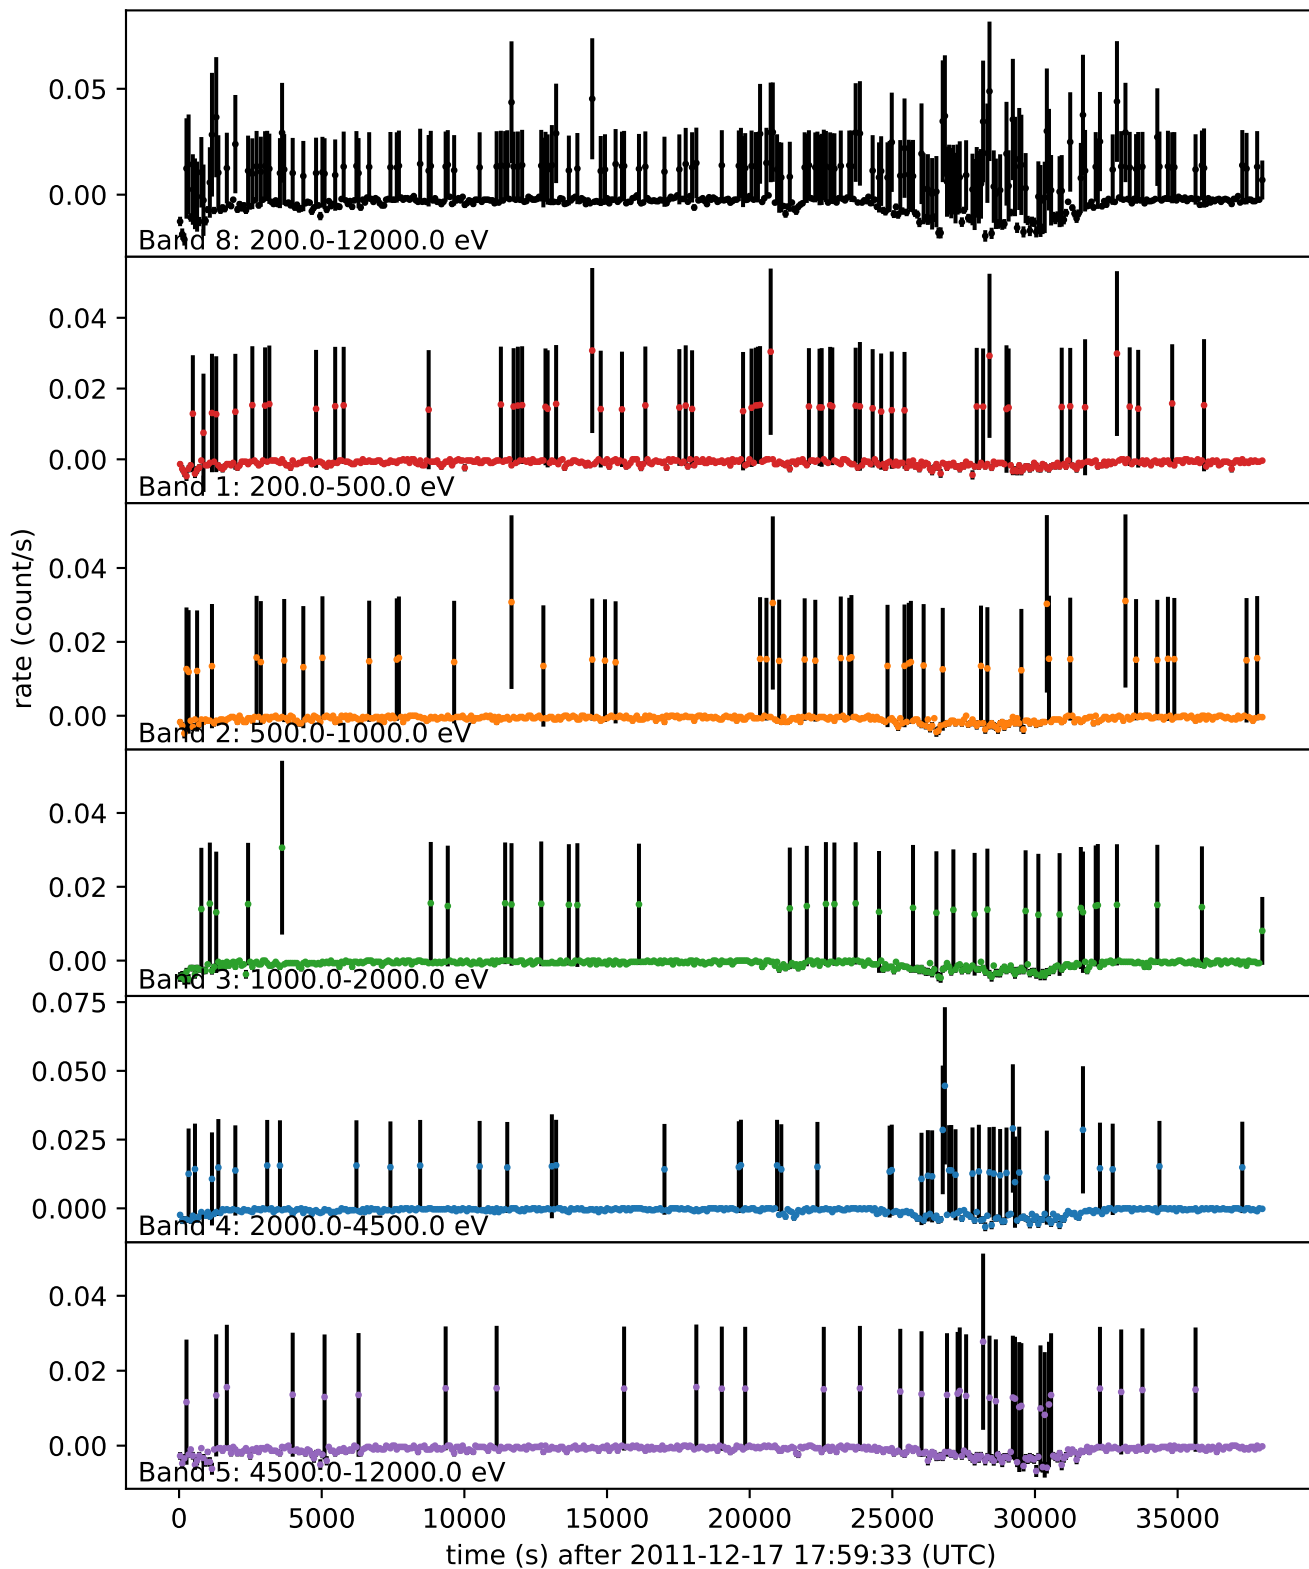 0.05
0.00
Band 8: 200.0-12000.0 eV
0.04
0.02
0.00
Band 1: 200.0-500.0 eV
rate (count/s)
0.04
0.02
0.00
Band 2: 500.0-1000.0 eV
0.04
0.02
0.00
Band 3: 1000.0-2000.0 eV
0.075
0.050
0.025
0.000
Band 4: 2000.0-4500.0 eV
0.04
0.02
0.00
Band 5: 4500.0-12000.0 eV
0 5000 10000 15000 20000 25000 30000 35000
time (s) after 2011-12-17 17:59:33 (UTC)